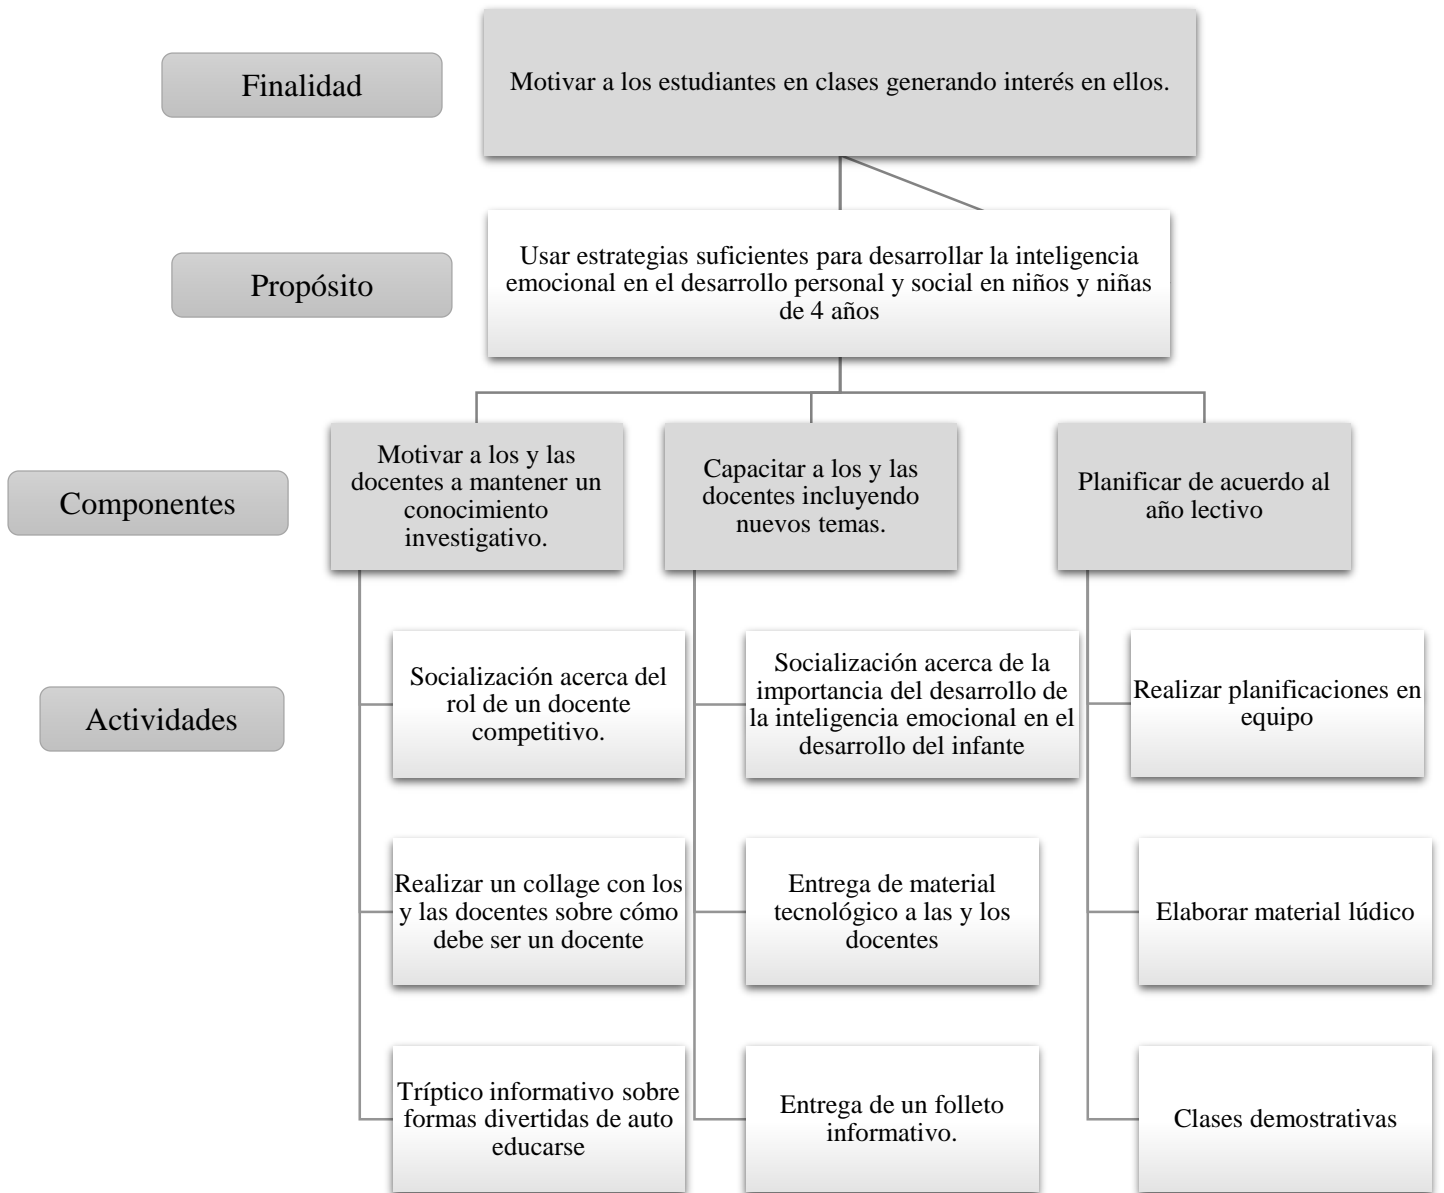 Finalidad
Motivar a los estudiantes en clases generando interés en ellos.
Propósito
Usar estrategias suficientes para desarrollar la inteligencia
emocional en el desarrollo personal y social en niños y niñas
de 4 años
Componentes
Motivar a los y las
docentes a mantener un
conocimiento
investigativo.
Capacitar a los y las
docentes incluyendo
nuevos temas.
Planificar de acuerdo al
año lectivo
Actividades
Socialización acerca del
rol de un docente
competitivo.
Socialización acerca de la
importancia del desarrollo de
la inteligencia emocional en el
desarrollo del infante
Realizar planificaciones en
equipo
Realizar un collage con los
y las docentes sobre cómo
debe ser un docente
Entrega de material
tecnológico a las y los
docentes
Elaborar material lúdico
Tríptico informativo sobre
formas divertidas de auto
educarse
Entrega de un folleto
informativo.
Clases demostrativas